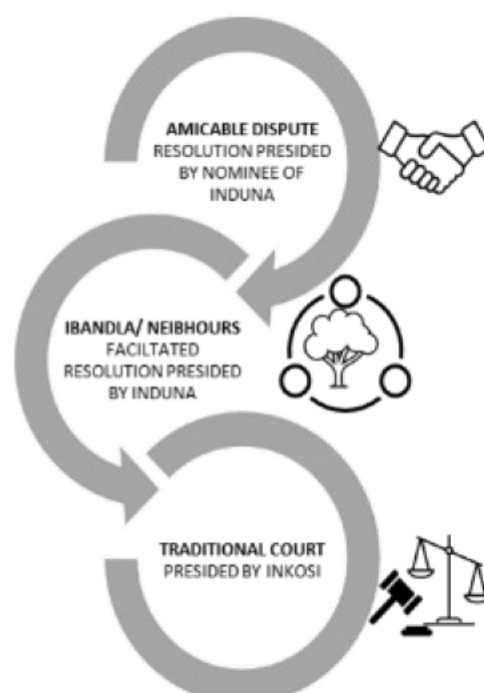 AMICABLE DISPUTE
RESOLUTION PRESIDED
BY NOMINEE OF
INDUNA
IBANDLA/ NEIBHOURS
FACILTATED
RESOLUTION PRESIDED
BY INDUNA
TRADITIONAL COURT
PRESIDED BY INKOSI